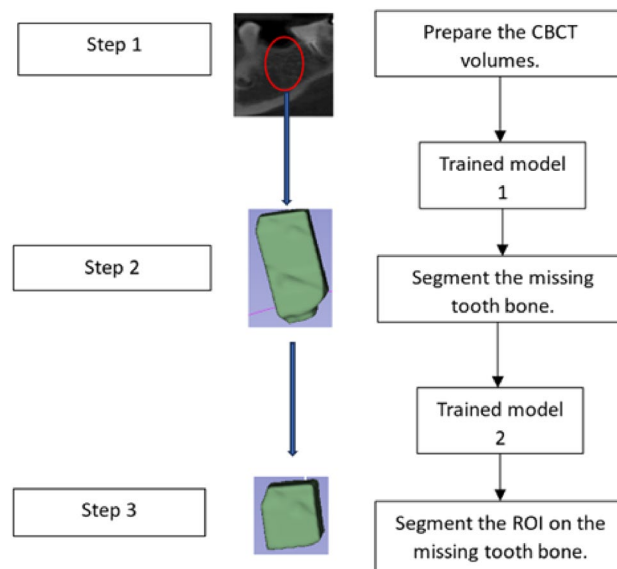 Step 1
Prepare the CBCT
volumes.
Trained model
1
Step 2
Segment the missing
tooth bone.
Trained model
2
Step 3
Segment the ROI on the
missing tooth bone.